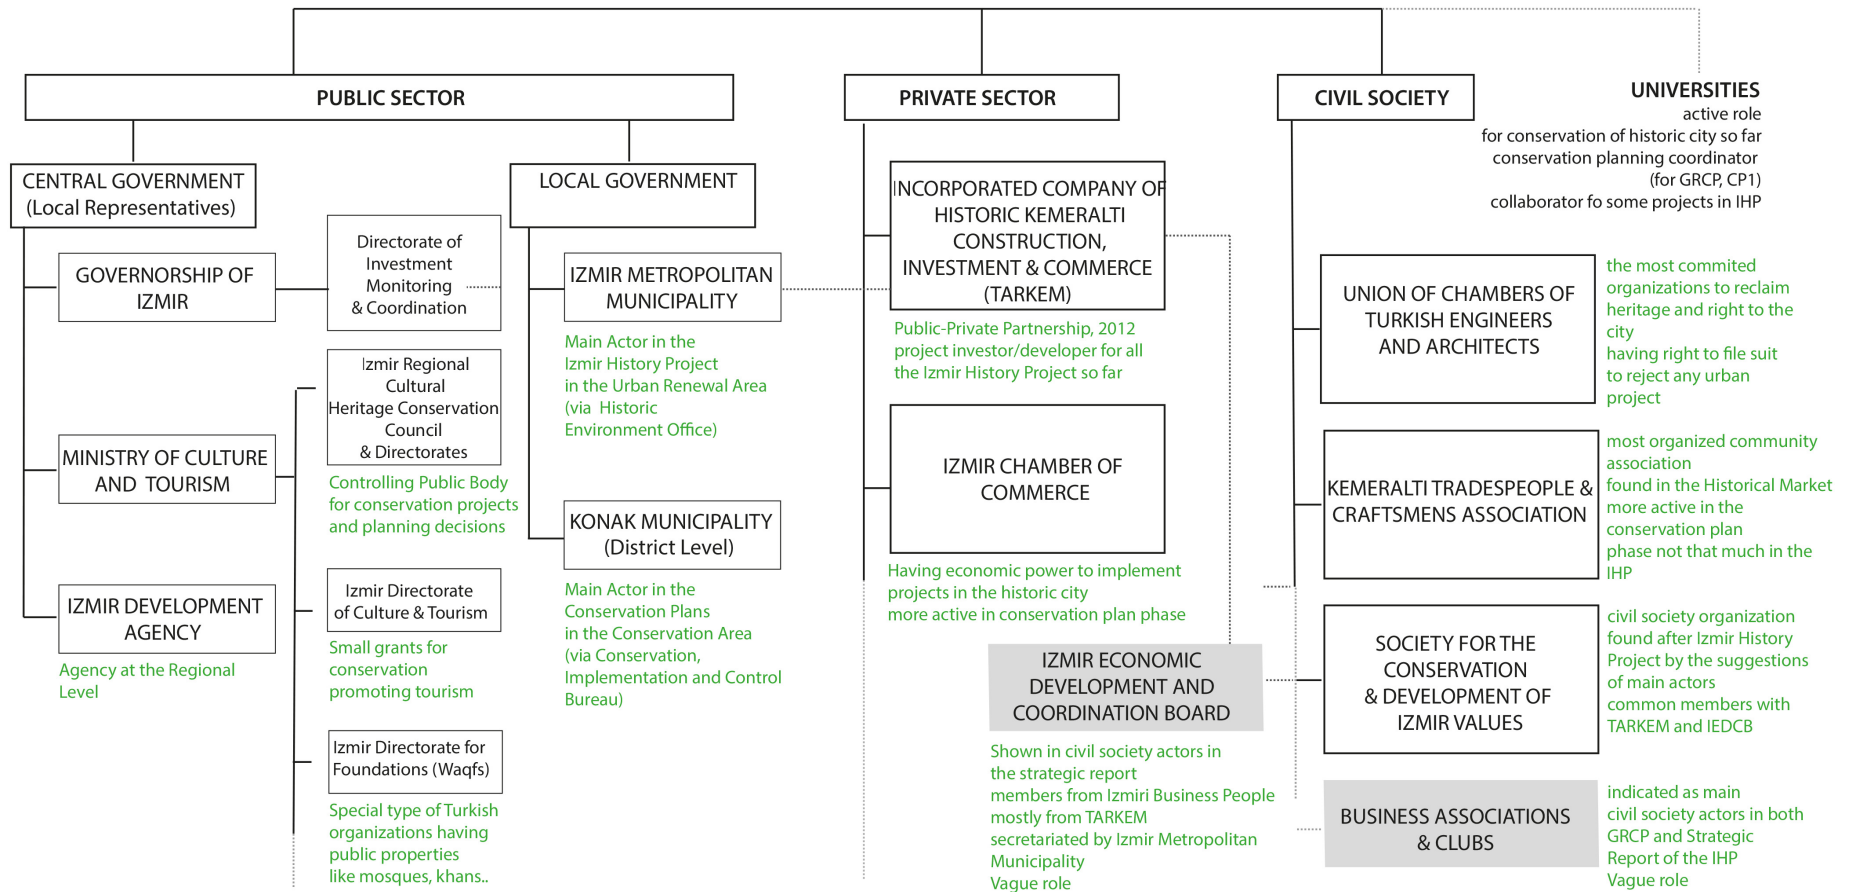 PUBLIC SECTOR
CENTRAL GOVERNMENT
(Local Representatives)
GOVERNORSHIP OF
IZMIR
MINISTRY OF CULTURE
AND TOURISM
IZMIR DEVELOPMENT
AGENCY
Agency at the Regional
Level
Directorate of
Investment
Monitoring
& Coordination
Izmir Regional
Cultural
Heritage Conservation
Council
& Directorates
Controlling Public Body
for conservation projects
and planning decisions
Izmir Directorate
of Culture & Tourism
Small grants for
conservation
promoting tourism
Izmir Directorate for
Foundations (Waqfs)
Special type of Turkish
organizations having
public properties
like mosques, khans..
LOCAL GOVERNMENT
IZMIR METROPOLITAN
MUNICIPALITY
Main Actor in the
Izmir History Project
in the Urban Renewal Area
(via Historic
Environment Office)
KONAK MUNICIPALITY
(District Level)
Main Actor in the
Conservation Plans
in the Conservation Area
(via Conservation,
Implementation and Control
Bureau)
PRIVATE SECTOR
INCORPORATED COMPANY OF
HISTORIC KEMERALTI
CONSTRUCTION,
INVESTMENT & COMMERCE
(TARKEM)
Public-Private Partnership, 2012
project investor/developer for all
the Izmir History Project so far
IZMIR CHAMBER OF
COMMERCE
Having economic power to implement
projects in the historic city
more active in conservation plan phase
IZMIR ECONOMIC
DEVELOPMENT AND
COORDINATION BOARD
Shown in civil society actors in
the strategic report
members from Izmiri Business People
mostly from TARKEM
secretariated by Izmir Metropolitan
Municipality
Vague role
CIVIL SOCIETY
UNION OF CHAMBERS OF
TURKISH ENGINEERS
AND ARCHITECTS
the most commited
organizations to reclaim
heritage and right to the
city
having right to file suit
to reject any urban
project
KEMERALTI TRADESPEOPLE &
CRAFTSMENS ASSOCIATION
most organized community
association
found in the Historical Market
more active in the
conservation plan
phase not that much in the
IHP
SOCIETY FOR THE
CONSERVATION
& DEVELOPMENT OF
IZMIR VALUES
civil society organization
found after Izmir History
Project by the suggestions
of main actors
common members with
TARKEM and IEDCB
BUSINESS ASSOCIATIONS
& CLUBS
indicated as main
civil society actors in both
GRCP and Strategic
Report of the IHP
Vague role
UNIVERSITIES
active role
for conservation of historic city so far
conservation planning coordinator
(for GRCP, CP1)
collaborator fo some projects in IHP